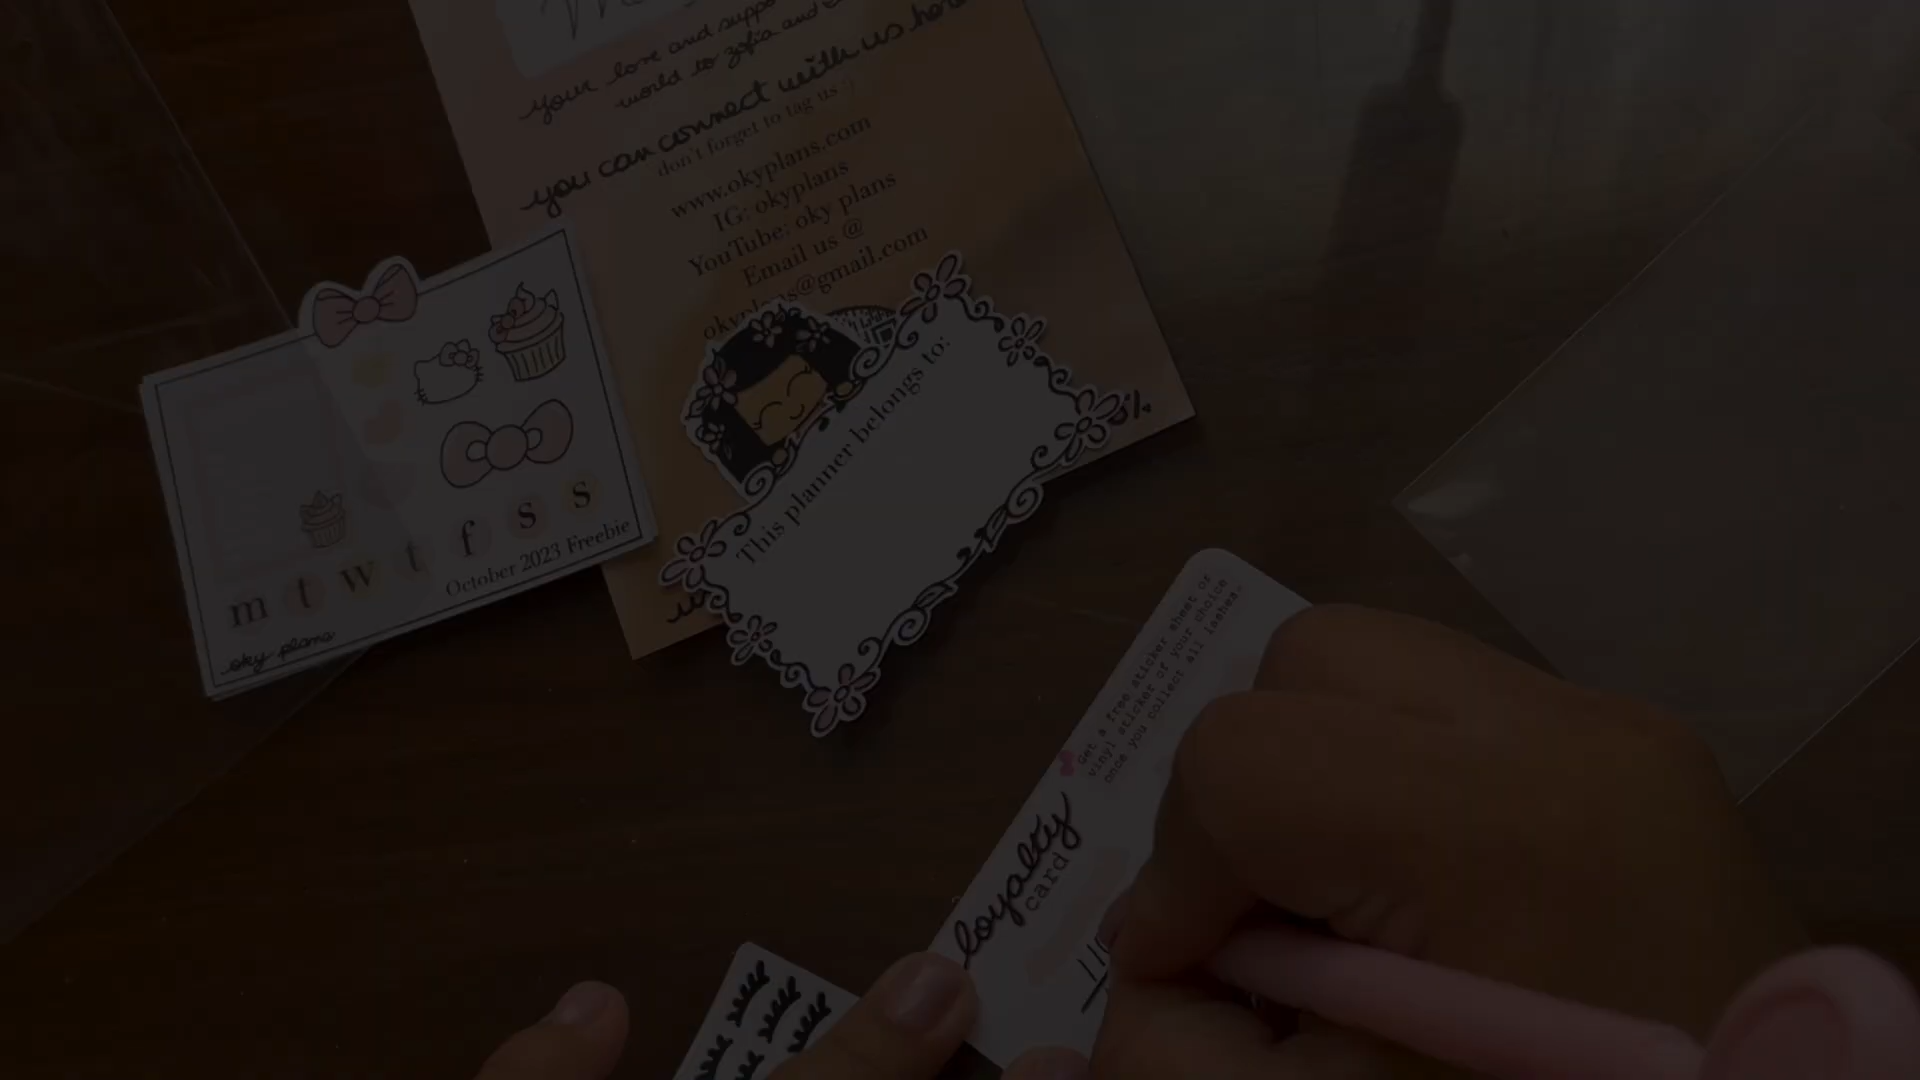 your love and
world to zofia and
you can connect with us here
don't forget to tag us :)
www.okyplans.com
IG: okyplans
YouTube: oky plans
Email us @
okyplans@gmail.com
This planner belongs to:
m t w t f s s
October 2023 Freebie
oky plans
Get a free sticker sheet or
vinyl sticker of your choice
once you collect all lashes.
loyalty
card